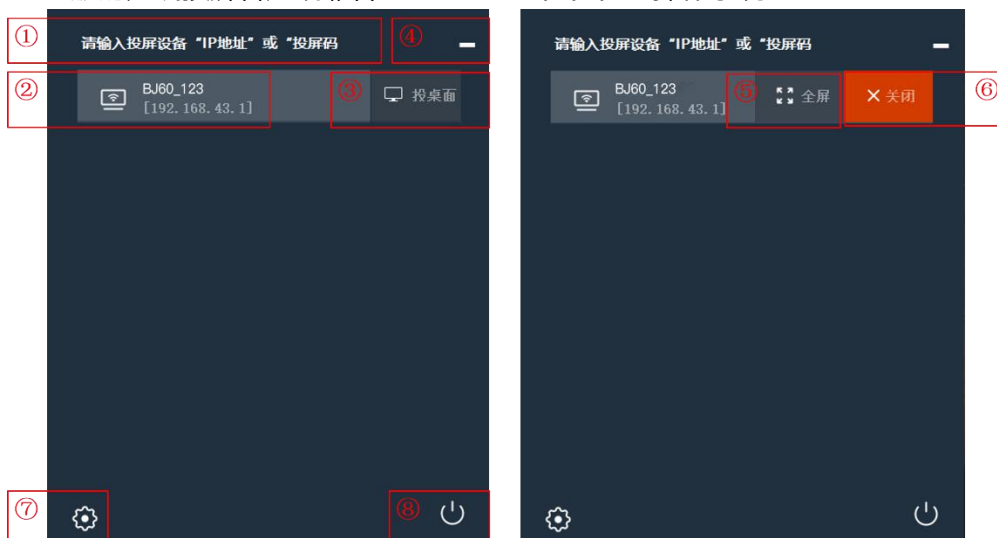 ① 请输入投屏设备 “IP地址” 或 “投屏码 ④
② BJ60_123 ③ 投桌面
[192.168.43.1]
⑦ ⑧
请输入投屏设备 “IP地址” 或 “投屏码
BJ60_123 ⑤ 全屏 × 关闭 ⑥
[192.168.43.1]